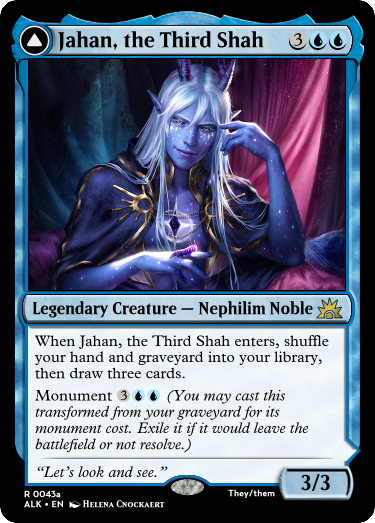 Jahan, the Third Shah 3
Legendary Creature — Nephilim Noble
When Jahan, the Third Shah enters, shuffle
your hand and graveyard into your library,
then draw three cards.
Monument 3 (You may cast this
transformed from your graveyard for its
monument cost. Exile it if it would leave the
battlefield or not resolve.)
“Let’s look and see.”
3/3
R 0043a
They/them
ALK • EN Helena Cnockaert